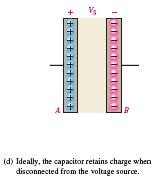 + V_S −
A B
(d) Ideally, the capacitor retains charge when
disconnected from the voltage source.